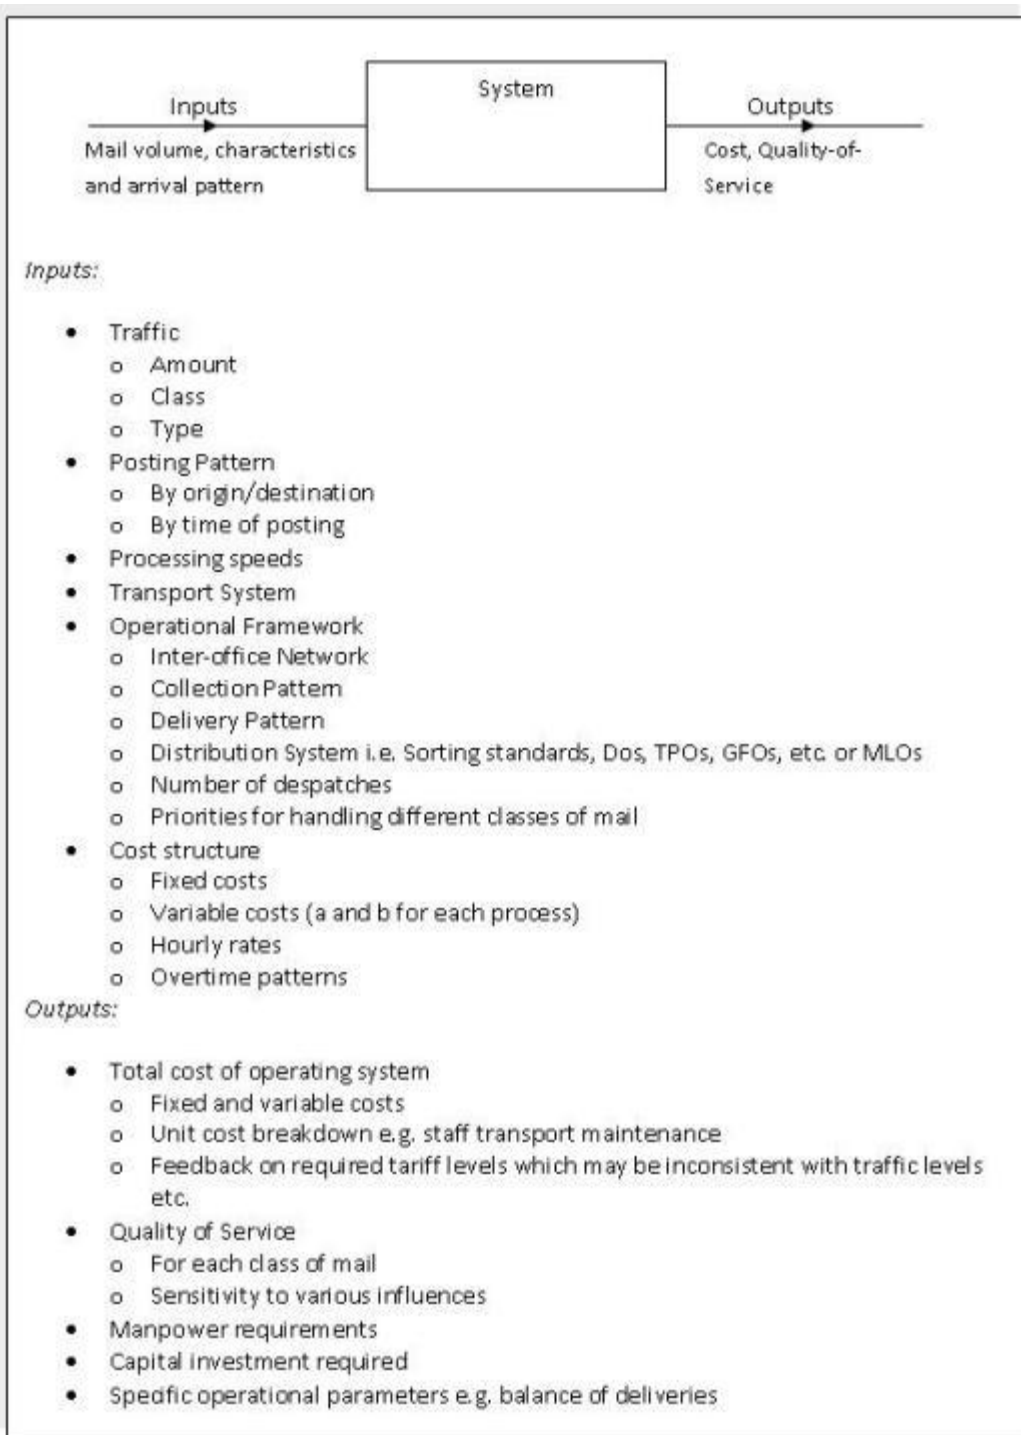 System
Inputs
Outputs
Mail volume, characteristics
and arrival pattern
Cost, Quality-of-
Service
Inputs:
• Traffic
o Amount
o Class
o Type
• Posting Pattern
o By origin/destination
o By time of posting
• Processing speeds
• Transport System
• Operational Framework
o Inter-office Network
o Collection Pattern
o Delivery Pattern
o Distribution System i.e. Sorting standards, Dos, TPOs, GFOs, etc. or MLOs
o Number of despatches
o Priorities for handling different classes of mail
• Cost structure
o Fixed costs
o Variable costs (a and b for each process)
o Hourly rates
o Overtime patterns
Outputs:
• Total cost of operating system
o Fixed and variable costs
o Unit cost breakdown e.g. staff transport maintenance
o Feedback on required tariff levels which may be inconsistent with traffic levels
etc.
• Quality of Service
o For each class of mail
o Sensitivity to various influences
• Manpower requirements
• Capital investment required
• Specific operational parameters e.g. balance of deliveries